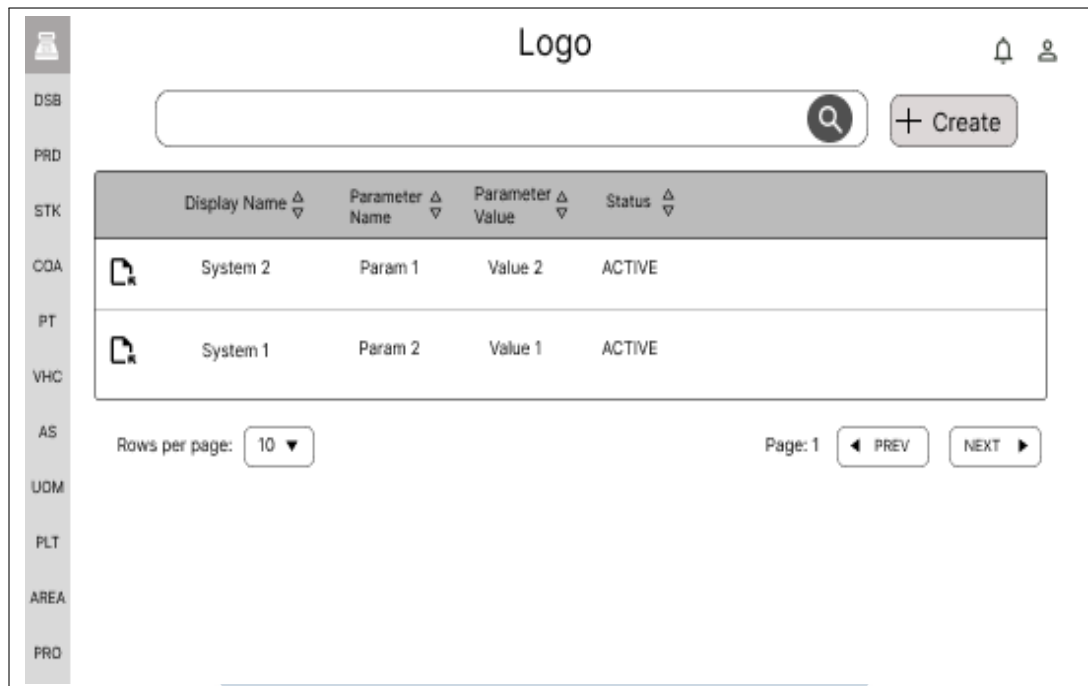 Logo
DSB
PRD
STK
COA
PT
VHC
AS
UOM
PLT
AREA
PRO
+ Create
Display Name
Parameter Name
Parameter Value
Status
System 2 Param 1 Value 2 ACTIVE
System 1 Param 2 Value 1 ACTIVE
Rows per page: 10
Page: 1 PREV NEXT